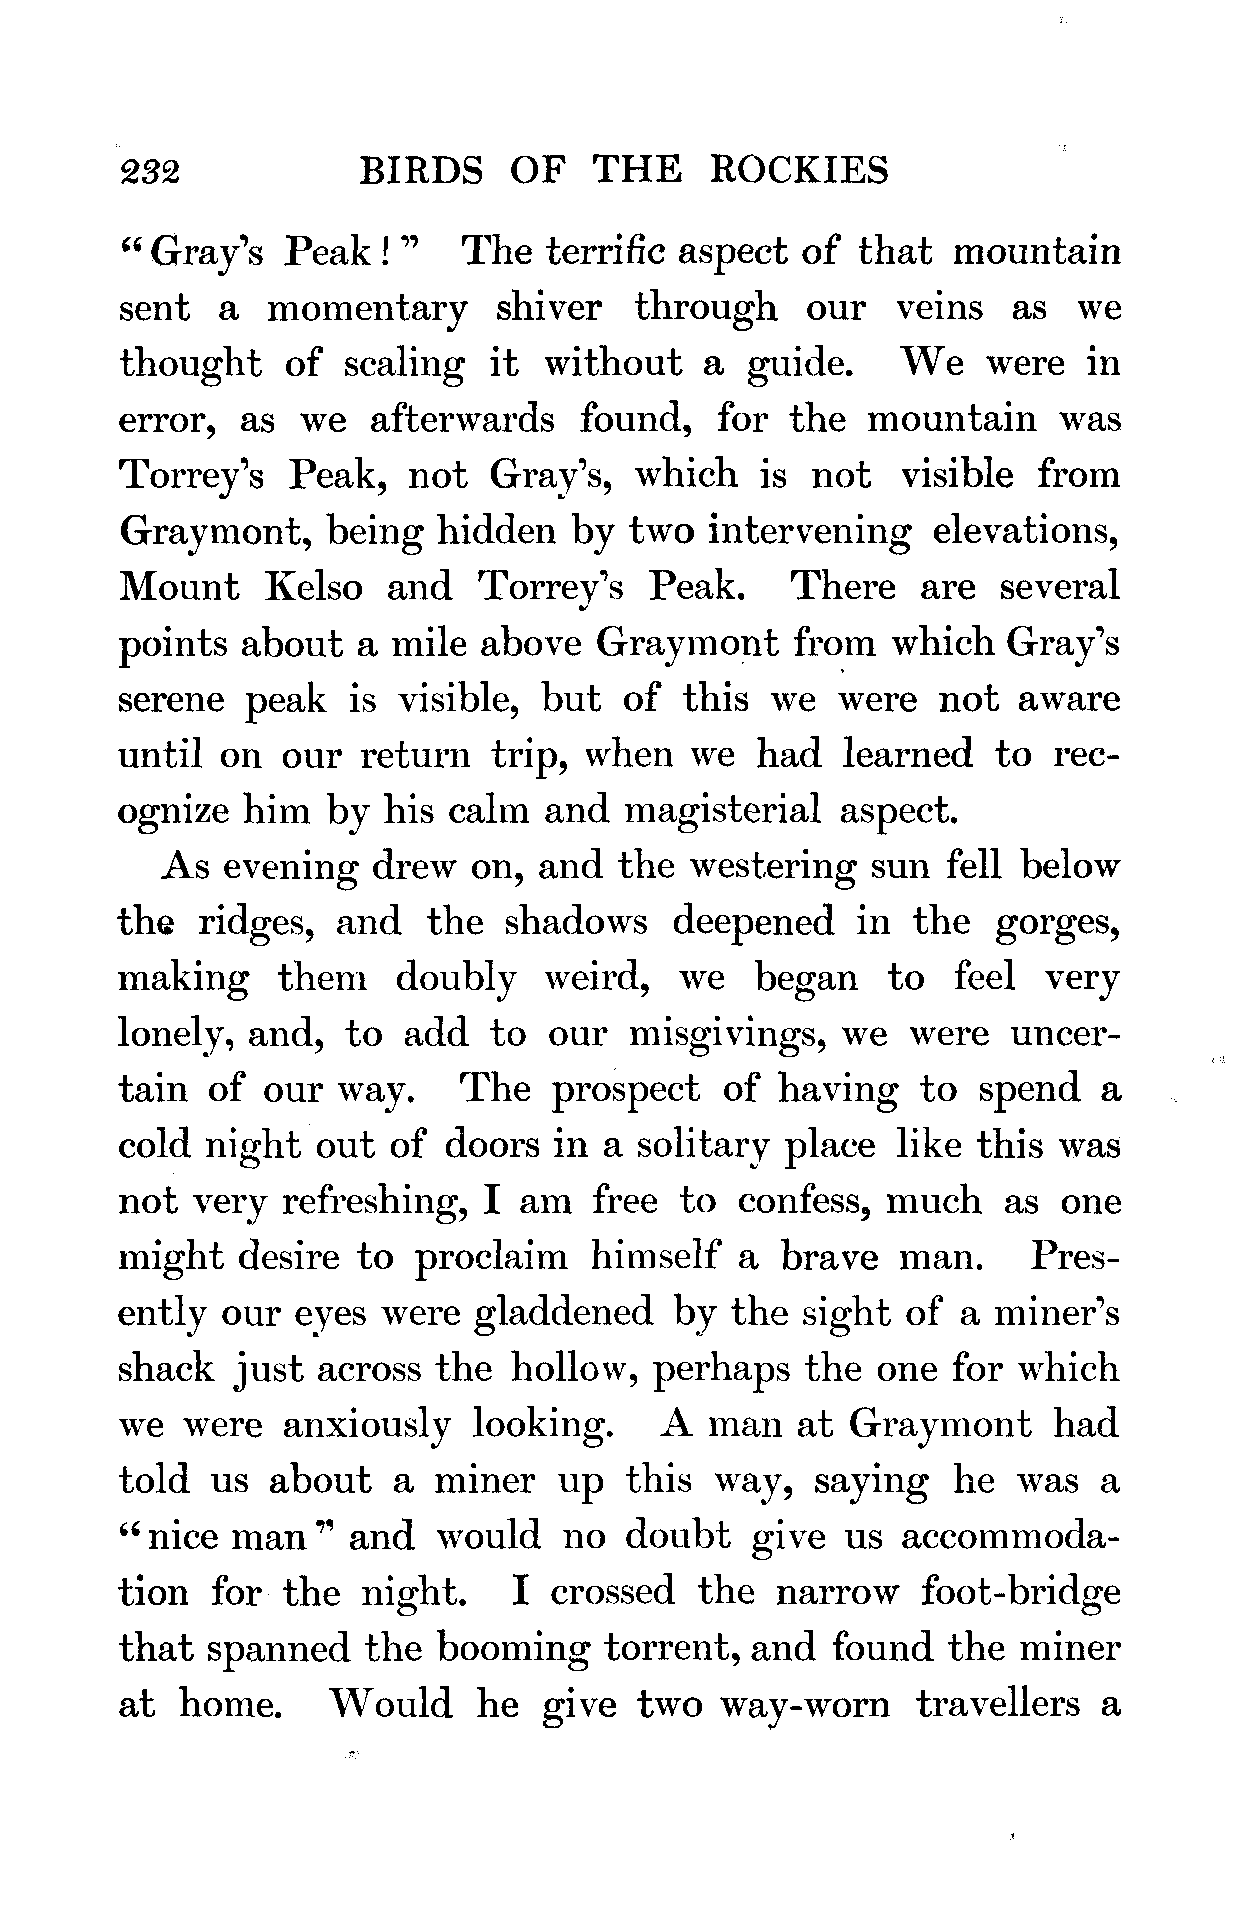 232 BIRDS OF THE ROCKIES
“Gray’s Peak!” The terrific aspect of that mountain
sent a momentary shiver through our veins as we
thought of scaling it without a guide. We were in
error, as we afterwards found, for the mountain was
Torrey’s Peak, not Gray’s, which is not visible from
Graymont, being hidden by two intervening elevations,
Mount Kelso and Torrey’s Peak. There are several
points about a mile above Graymont from which Gray’s
serene peak is visible, but of this we were not aware
until on our return trip, when we had learned to rec-
ognize him by his calm and magisterial aspect.
As evening drew on, and the westering sun fell below
the ridges, and the shadows deepened in the gorges,
making them doubly weird, we began to feel very
lonely, and, to add to our misgivings, we were uncer-
tain of our way. The prospect of having to spend a
cold night out of doors in a solitary place like this was
not very refreshing, I am free to confess, much as one
might desire to proclaim himself a brave man. Pres-
ently our eyes were gladdened by the sight of a miner’s
shack just across the hollow, perhaps the one for which
we were anxiously looking. A man at Graymont had
told us about a miner up this way, saying he was a
“nice man” and would no doubt give us accommoda-
tion for the night. I crossed the narrow foot-bridge
that spanned the booming torrent, and found the miner
at home. Would he give two way-worn travellers a